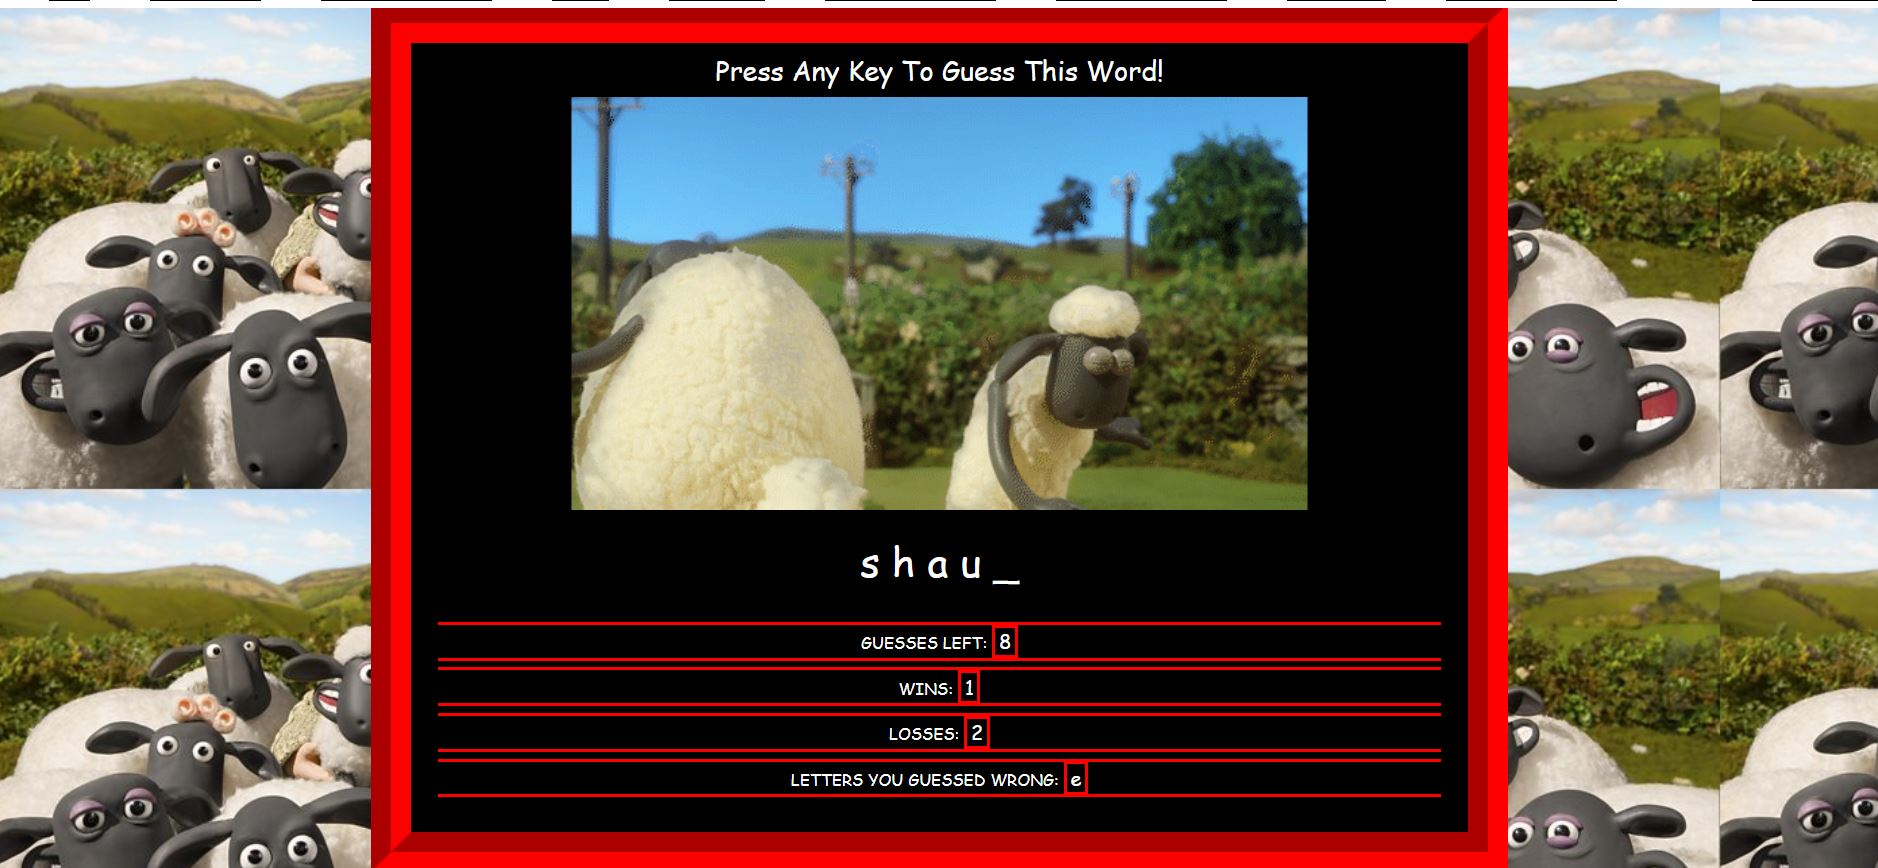 Press Any Key To Guess This Word!
s h a u _
GUESSES LEFT: 8
WINS: 1
LOSSES: 2
LETTERS YOU GUESSED WRONG: e